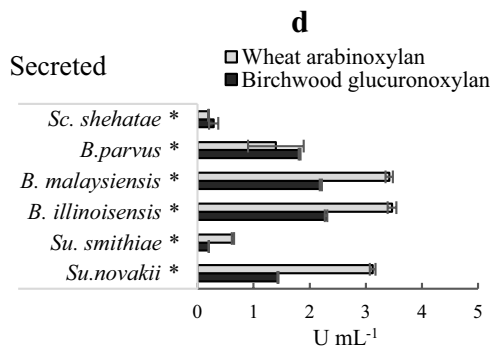 d
Wheat arabinoxylan
Secreted
Birchwood glucuronoxylan
Sc. shehatae *
B.parvus *
B. malaysiensis *
B. illinoisensis *
Su. smithiae *
Su.novakii *
0 1 2 3 4 5
U mL⁻¹